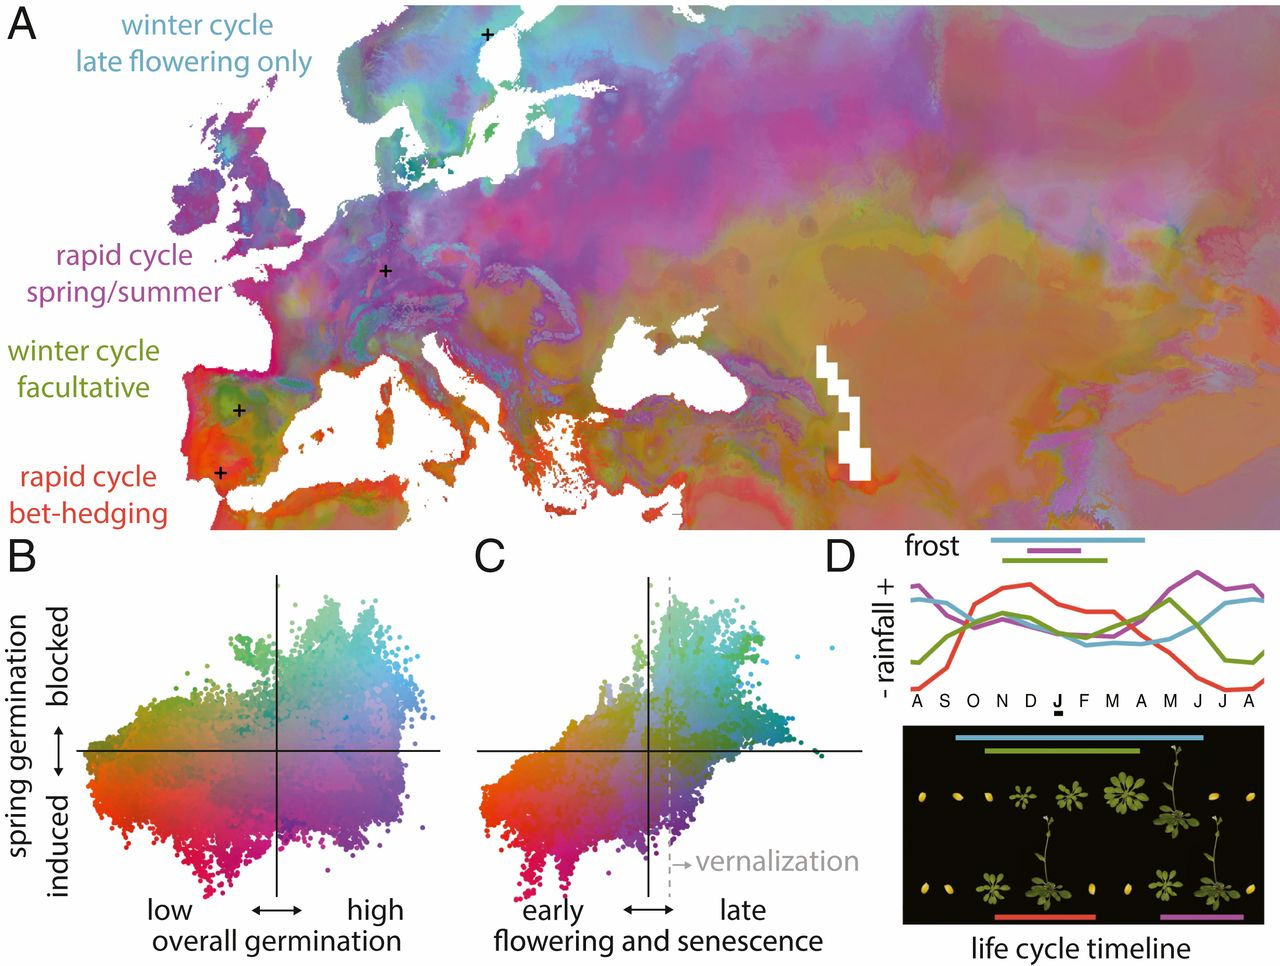 A
winter cycle
late flowering only
rapid cycle
spring/summer
winter cycle
facultative
rapid cycle
bet-hedging
B
spring germination
induced
blocked
low
high
overall germination
C
vernalization
early
late
flowering and senescence
D
frost
- rainfall +
A S O N D J F M A M J J A
life cycle timeline